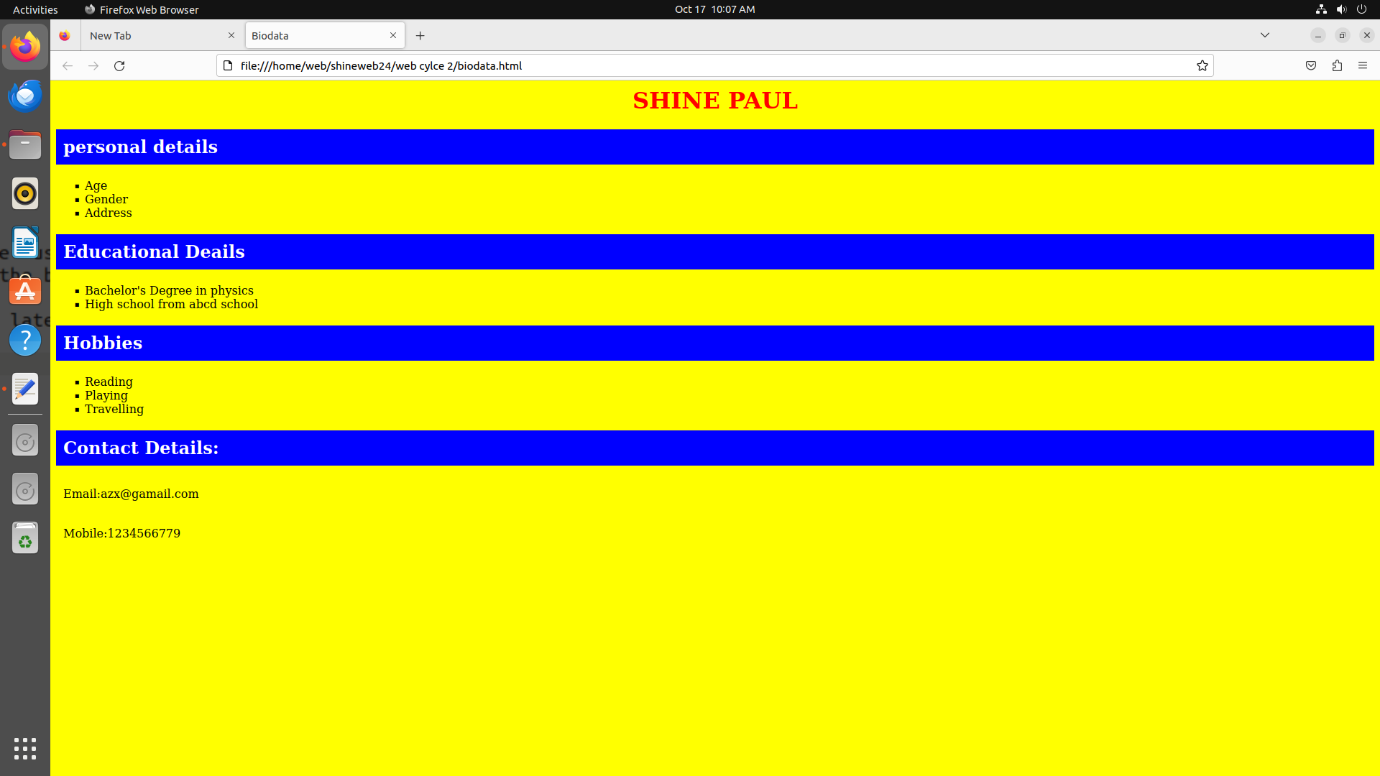 Activities Firefox Web Browser Oct 17 10:07 AM
New Tab Biodata
file:///home/web/shineweb24/web cylce 2/biodata.html
SHINE PAUL
personal details
Age
Gender
Address
Educational Deails
Bachelor's Degree in physics
High school from abcd school
Hobbies
Reading
Playing
Travelling
Contact Details:
Email:azx@gamail.com
Mobile:1234566779